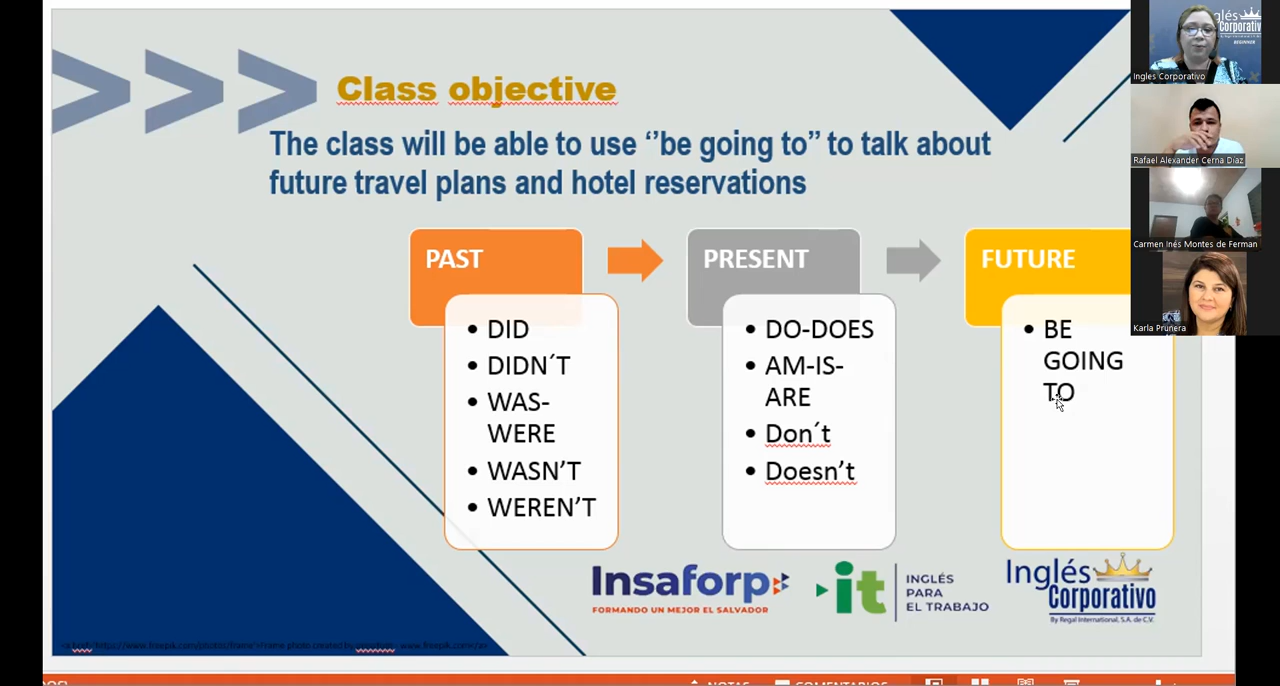 Class objective
The class will be able to use ‘’be going to” to talk about
future travel plans and hotel reservations
PAST
PRESENT
FUTURE
• DID
• DIDN´T
• WAS-
WERE
• WASN’T
• WEREN’T
• DO-DOES
• AM-IS-
ARE
• Don´t
• Doesn’t
• BE
GOING
TO
Insaforp
FORMANDO UN MEJOR EL SALVADOR
it
INGLÉS
PARA
EL TRABAJO
Inglés
Corporativo
By Regal International, S.A. de C.V.
Ingles Corporativo
Rafael Alexander Cerna Diaz
Carmen Inés Montes de Ferman
Karla Prunera
NOTAS
COMENTARIOS